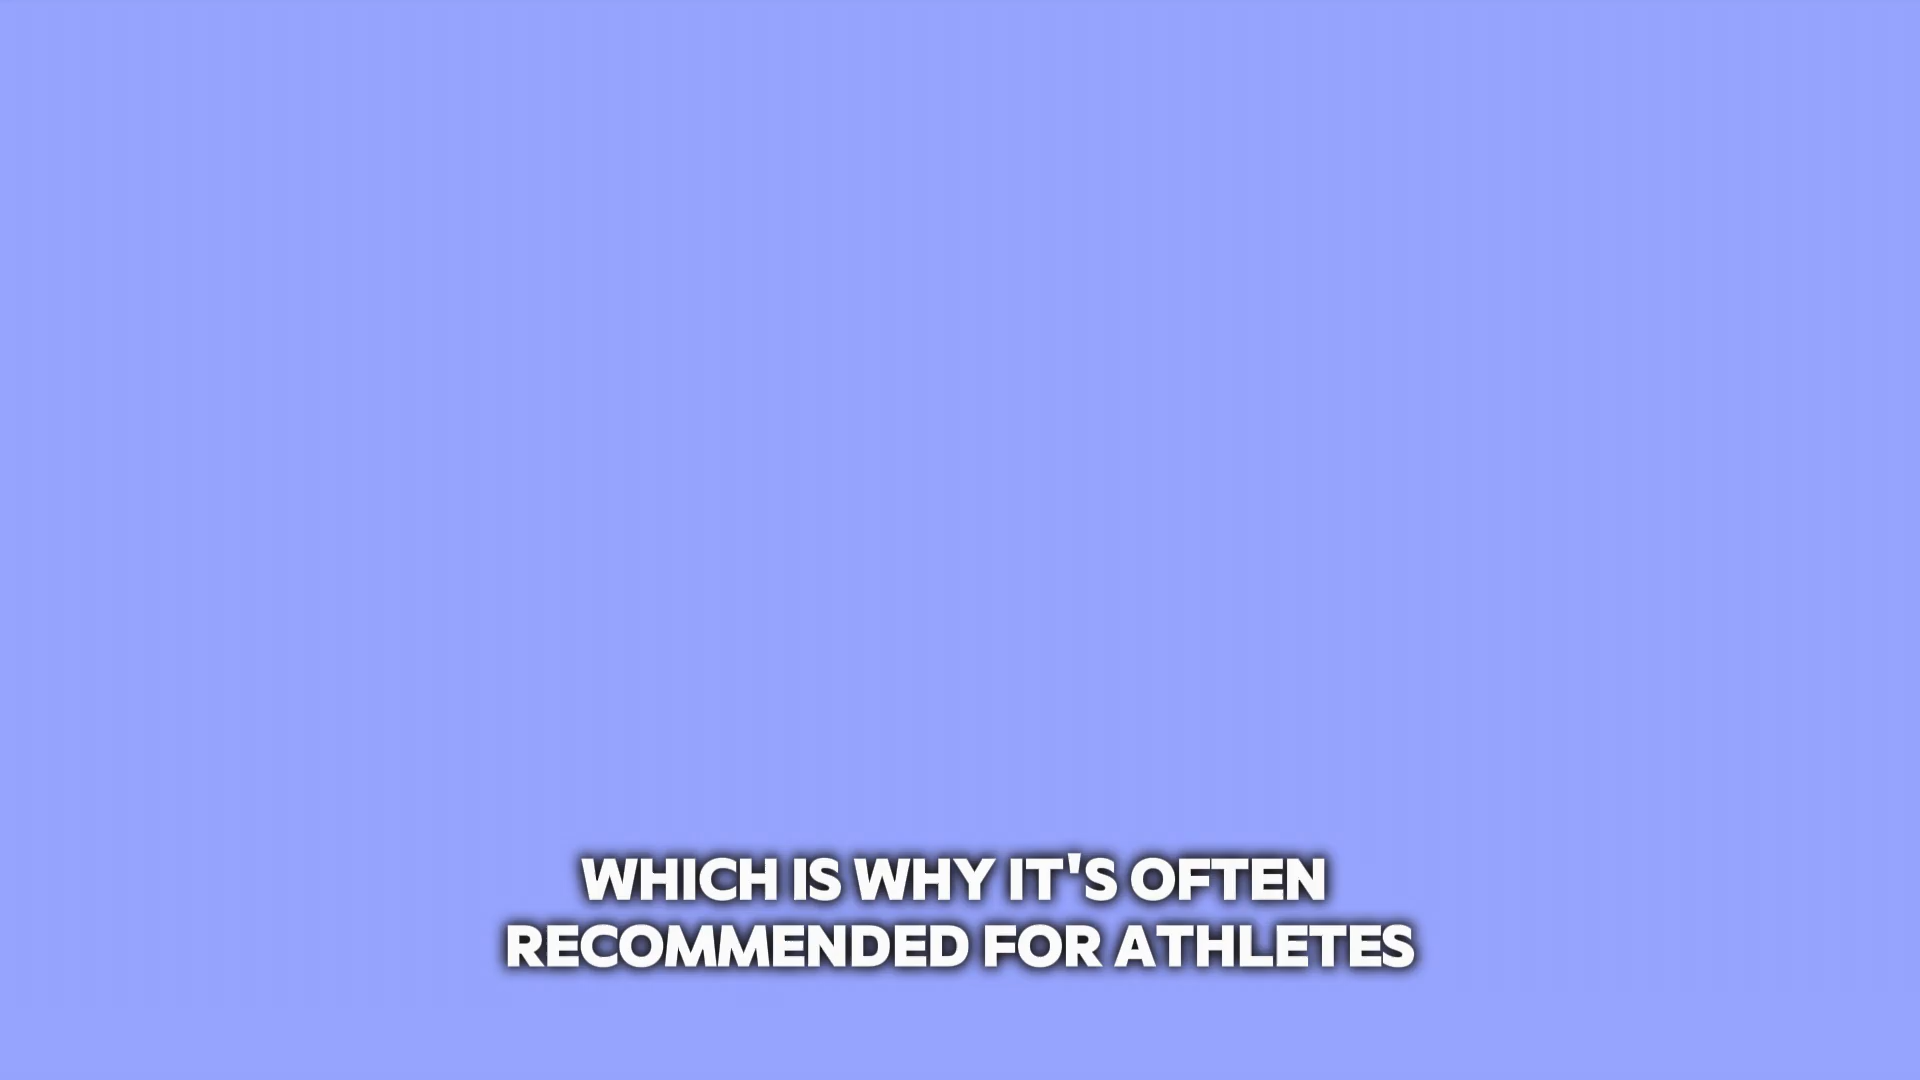 WHICH IS WHY IT'S OFTEN
RECOMMENDED FOR ATHLETES